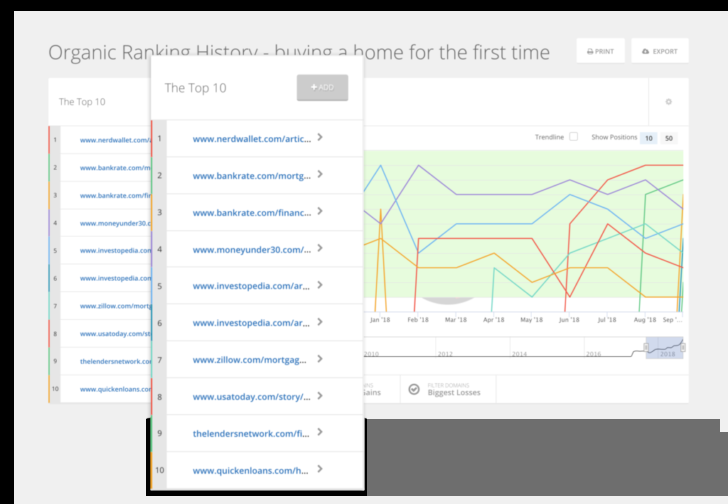 Organic Ranking History - buying a home for the first time
PRINT
EXPORT
The Top 10
The Top 10
+ ADD
Trendline
Show Positions 10 50
1 www.nerdwallet.com/
2 www.bankrate.com/m
3 www.bankrate.com/fin
4 www.moneyunder30.c
5 www.investopedia.com
6 www.investopedia.com
7 www.zillow.com/mortg
8 www.usatoday.com/st
9 thelendersnetwork.co
10 www.quickenloans.co
1 www.nerdwallet.com/artic...
2 www.bankrate.com/mortg...
3 www.bankrate.com/financ...
4 www.moneyunder30.com/...
5 www.investopedia.com/ar...
6 www.investopedia.com/ar...
7 www.zillow.com/mortgag...
8 www.usatoday.com/story/...
9 thelendersnetwork.com/fi...
10 www.quickenloans.com/h...
Jan '18 Feb '18 Mar '18 Apr '18 May '18 Jun '18 Jul '18 Aug '18 Sep '...
2010 2012 2014 2016 2018
FILTER DOMAINS
Biggest Losses